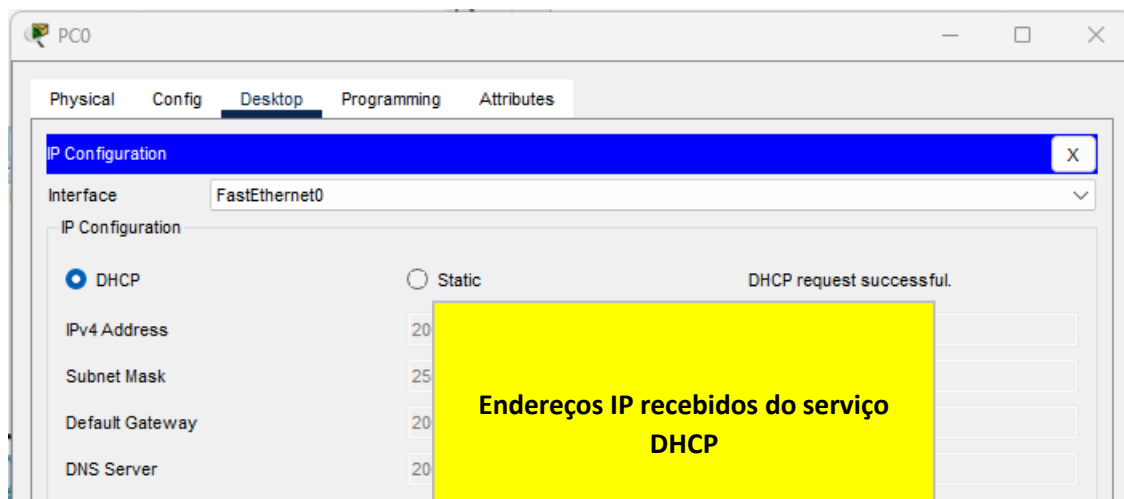 PC0
Physical Config Desktop Programming Attributes
IP Configuration X
Interface FastEthernet0
IP Configuration
DHCP Static DHCP request successful.
IPv4 Address 20
Subnet Mask 25
Default Gateway 20
DNS Server 20
Endereços IP recebidos do serviço
DHCP